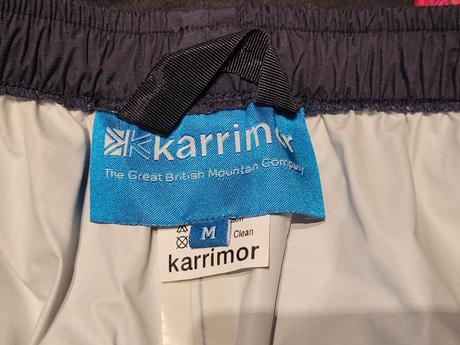 karrimor
The Great British Mountain Company
M
Clean
karrimor